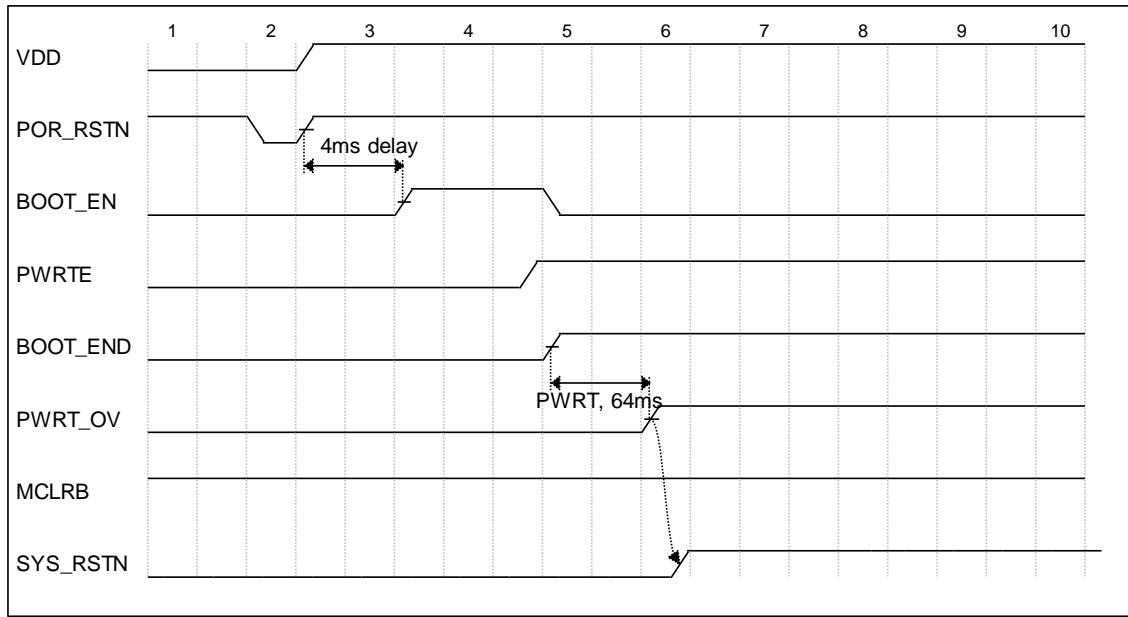 1 2 3 4 5 6 7 8 9 10
VDD
POR_RSTN
4ms delay
BOOT_EN
PWRTE
BOOT_END
PWRT, 64ms
PWRT_OV
MCLRB
SYS_RSTN